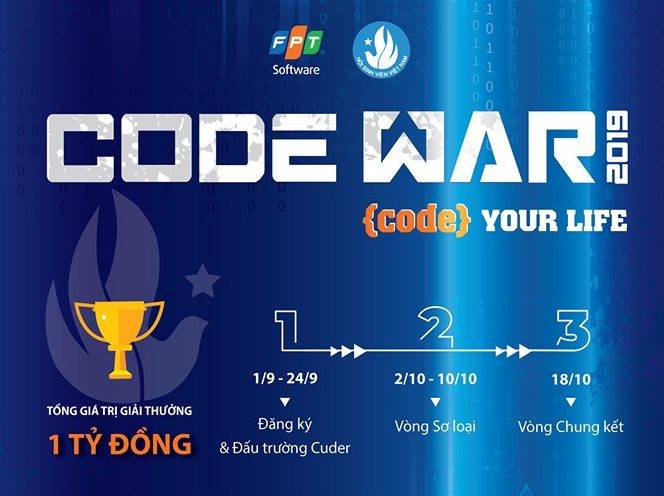 FPT
Software
HỘI SINH VIÊN VIỆT NAM
CODE WAR 2019
{code} YOUR LIFE
TỔNG GIÁ TRỊ GIẢI THƯỞNG
1 TỶ ĐỒNG
1
1/9 - 24/9
Đăng ký
& Đấu trường Cuder
2
2/10 - 10/10
Vòng Sơ loại
3
18/10
Vòng Chung kết